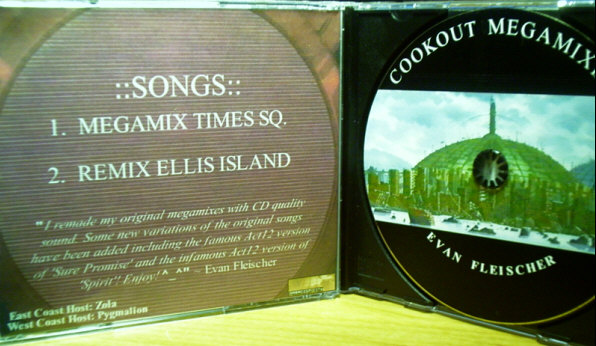 ::SONGS::
1. MEGAMIX TIMES SQ.
2. REMIX ELLIS ISLAND
"I remade my original megamixes with CD quality
sound. Some new variations of the original songs
have been added including the famous Act12 version
of 'Sure Promise' and the infamous Act12 version of
'Spirit'! Enjoy! ^_^" ~ Evan Fleischer
East Coast Host: Zola
West Coast Host: Pygmalion
COOKOUT MEGAMIX
EVAN FLEISCHER